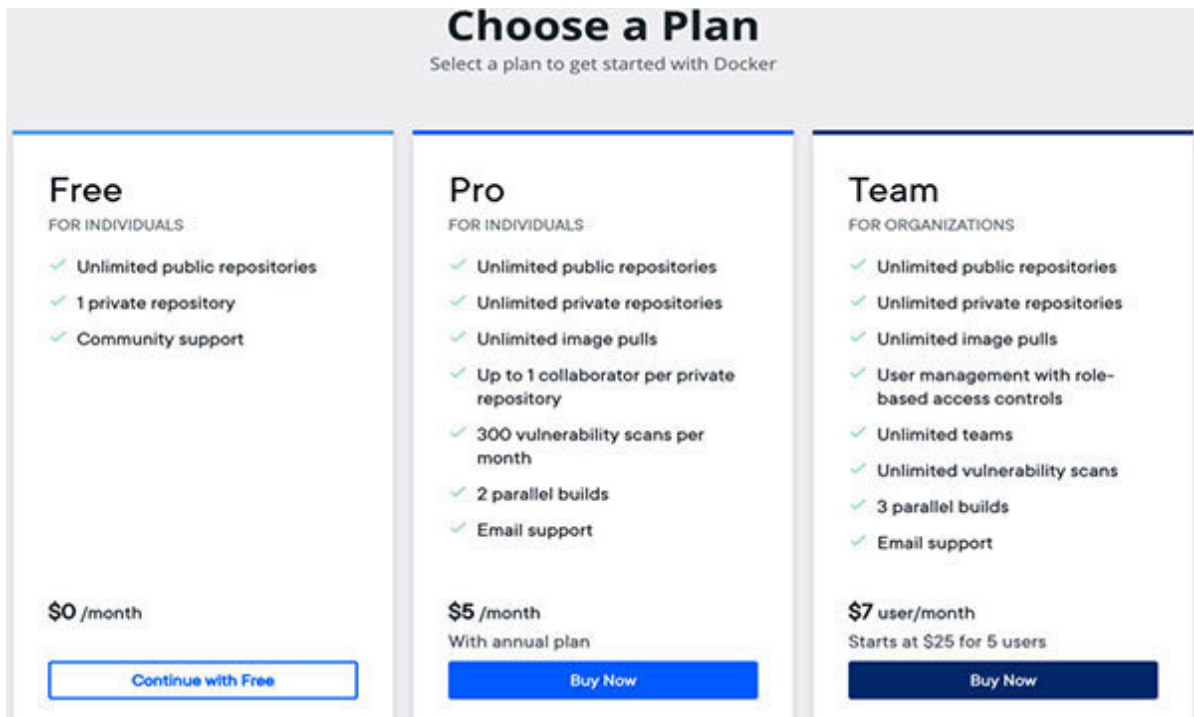 Choose a Plan
Select a plan to get started with Docker
Free
FOR INDIVIDUALS
Unlimited public repositories
1 private repository
Community support
$0 /month
Continue with Free
Pro
FOR INDIVIDUALS
Unlimited public repositories
Unlimited private repositories
Unlimited image pulls
Up to 1 collaborator per private
repository
300 vulnerability scans per
month
2 parallel builds
Email support
$5 /month
With annual plan
Buy Now
Team
FOR ORGANIZATIONS
Unlimited public repositories
Unlimited private repositories
Unlimited image pulls
User management with role-
based access controls
Unlimited teams
Unlimited vulnerability scans
3 parallel builds
Email support
$7 user/month
Starts at $25 for 5 users
Buy Now